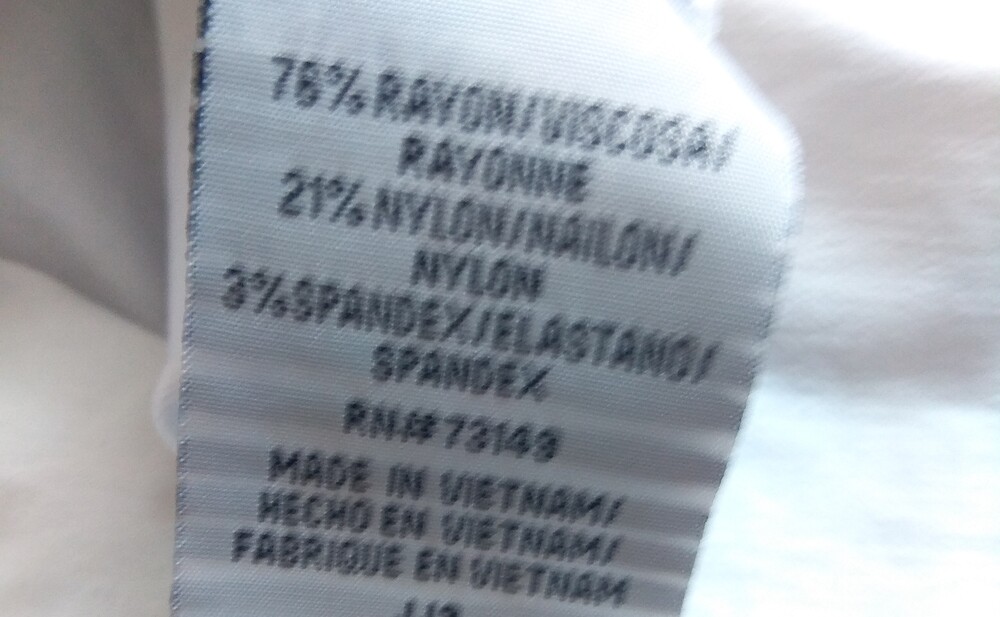 76% RAYON/VISCOSA/
RAYONNE
21% NYLON/NAILON/
NYLON
3% SPANDEX/ELASTANO/
SPANDEX
RN# 73149
MADE IN VIETNAM/
HECHO EN VIETNAM/
FABRIQUE EN VIETNAM